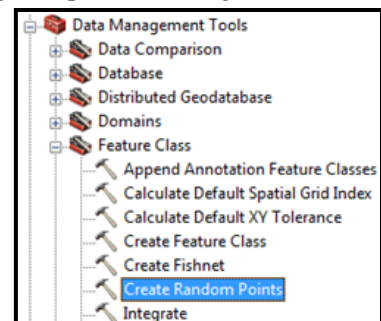 Data Management Tools
Data Comparison
Database
Distributed Geodatabase
Domains
Feature Class
Append Annotation Feature Classes
Calculate Default Spatial Grid Index
Calculate Default XY Tolerance
Create Feature Class
Create Fishnet
Create Random Points
Integrate